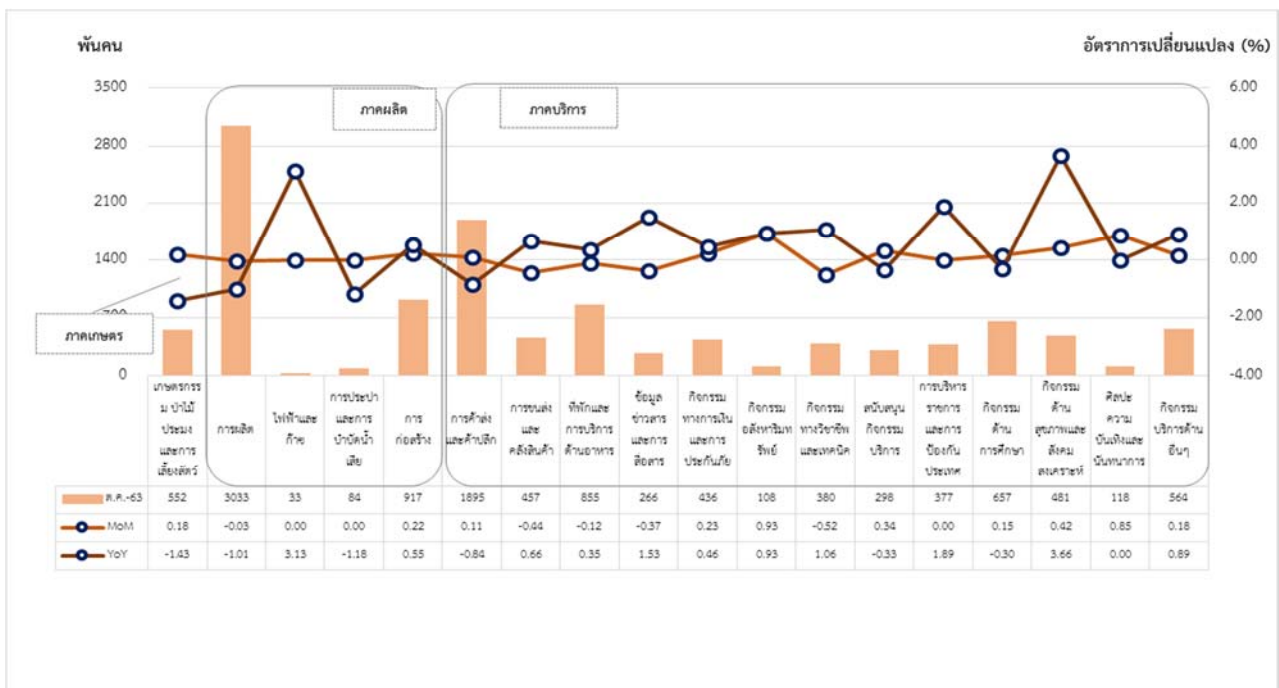 พันคน
อัตราการเปลี่ยนแปลง (%)
3500
2800
2100
1400
700
0
6.00
4.00
2.00
0.00
-2.00
-4.00
ภาคผลิต
ภาคบริการ
ภาคเกษตร
เกษตรกรร
ม ป่าไม้
ประมง
และการ
เลี้ยงสัตว์
การผลิต
ไฟฟ้าและ
ก๊าซ
การประปา
และการ
บำบัดน้ำ
เสีย
การ
ก่อสร้าง
การค้าส่ง
และค้าปลีก
การขนส่ง
และ
คลังสินค้า
ที่พักและ
การบริการ
ด้านอาหาร
ข้อมูล
ข่าวสาร
และการ
สื่อสาร
กิจกรรม
ทางการเงิน
และการ
ประกันภัย
กิจกรรม
อสังหาริมท
รัพย์
กิจกรรม
ทางวิชาชีพ
และเทคนิค
สนับสนุน
กิจกรรม
บริการ
การบริหาร
ราชการ
และการ
ป้องกัน
ประเทศ
กิจกรรม
ด้าน
การศึกษา
กิจกรรม
ด้าน
สุขภาพและ
สังคม
สงเคราะห์
ศิลปะ
ความ
บันเทิงและ
นันทนาการ
กิจกรรม
บริการด้าน
อื่นๆ
ต.ค.-63 552 3033 33 84 917 1895 457 855 266 436 108 380 298 377 657 481 118 564
MoM 0.18 -0.03 0.00 0.00 0.22 0.11 -0.44 -0.12 -0.37 0.23 0.93 -0.52 0.34 0.00 0.15 0.42 0.85 0.18
YoY -1.43 -1.01 3.13 -1.18 0.55 -0.84 0.66 0.35 1.53 0.46 0.93 1.06 -0.33 1.89 -0.30 3.66 0.00 0.89